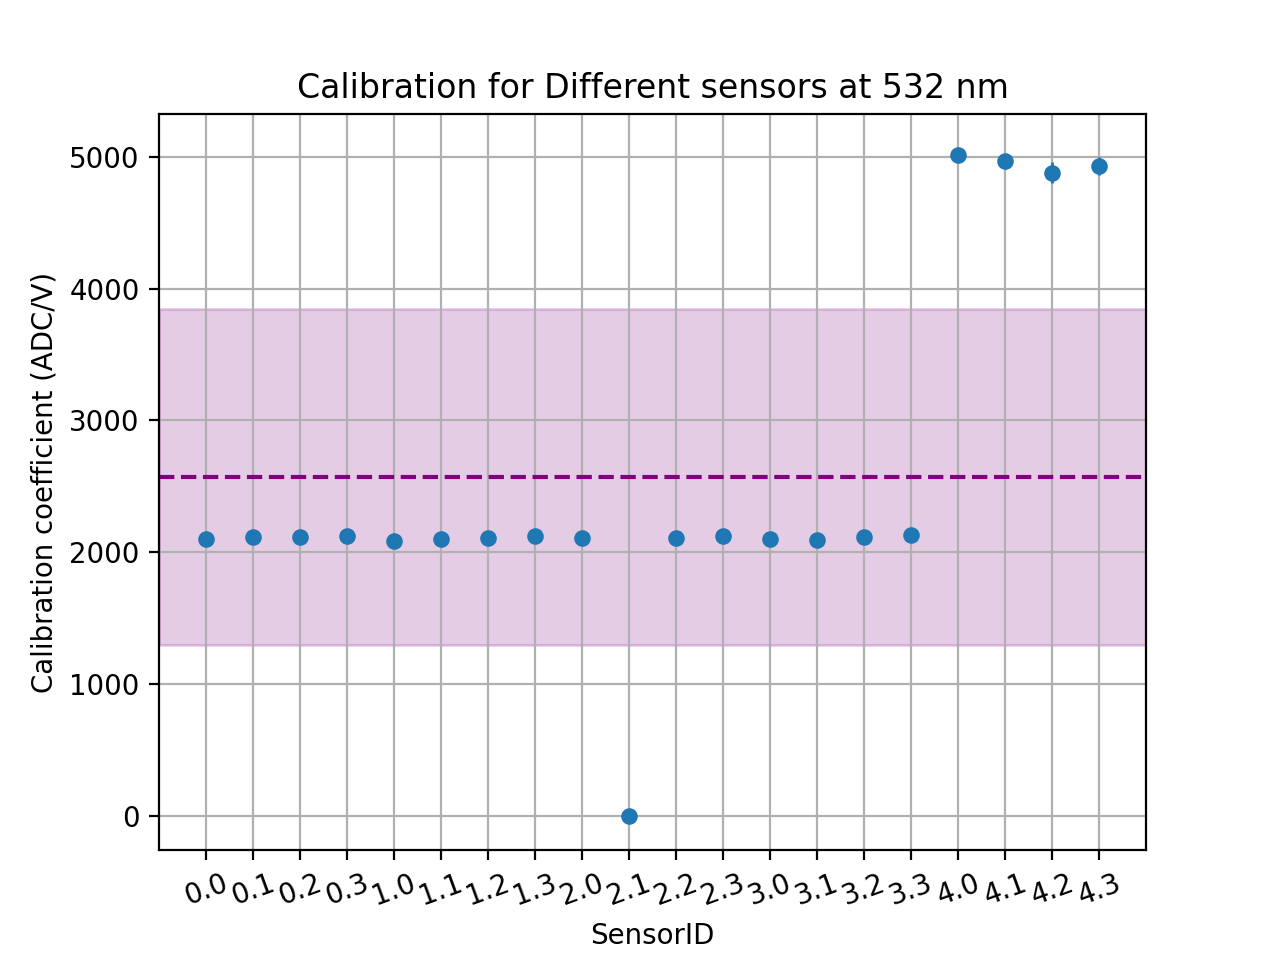 Calibration for Different sensors at 532 nm
Calibration coefficient (ADC/V)
5000
4000
3000
2000
1000
0
0.0 0.1 0.2 0.3 1.0 1.1 1.2 1.3 2.0 2.1 2.2 2.3 3.0 3.1 3.2 3.3 4.0 4.1 4.2 4.3
SensorID